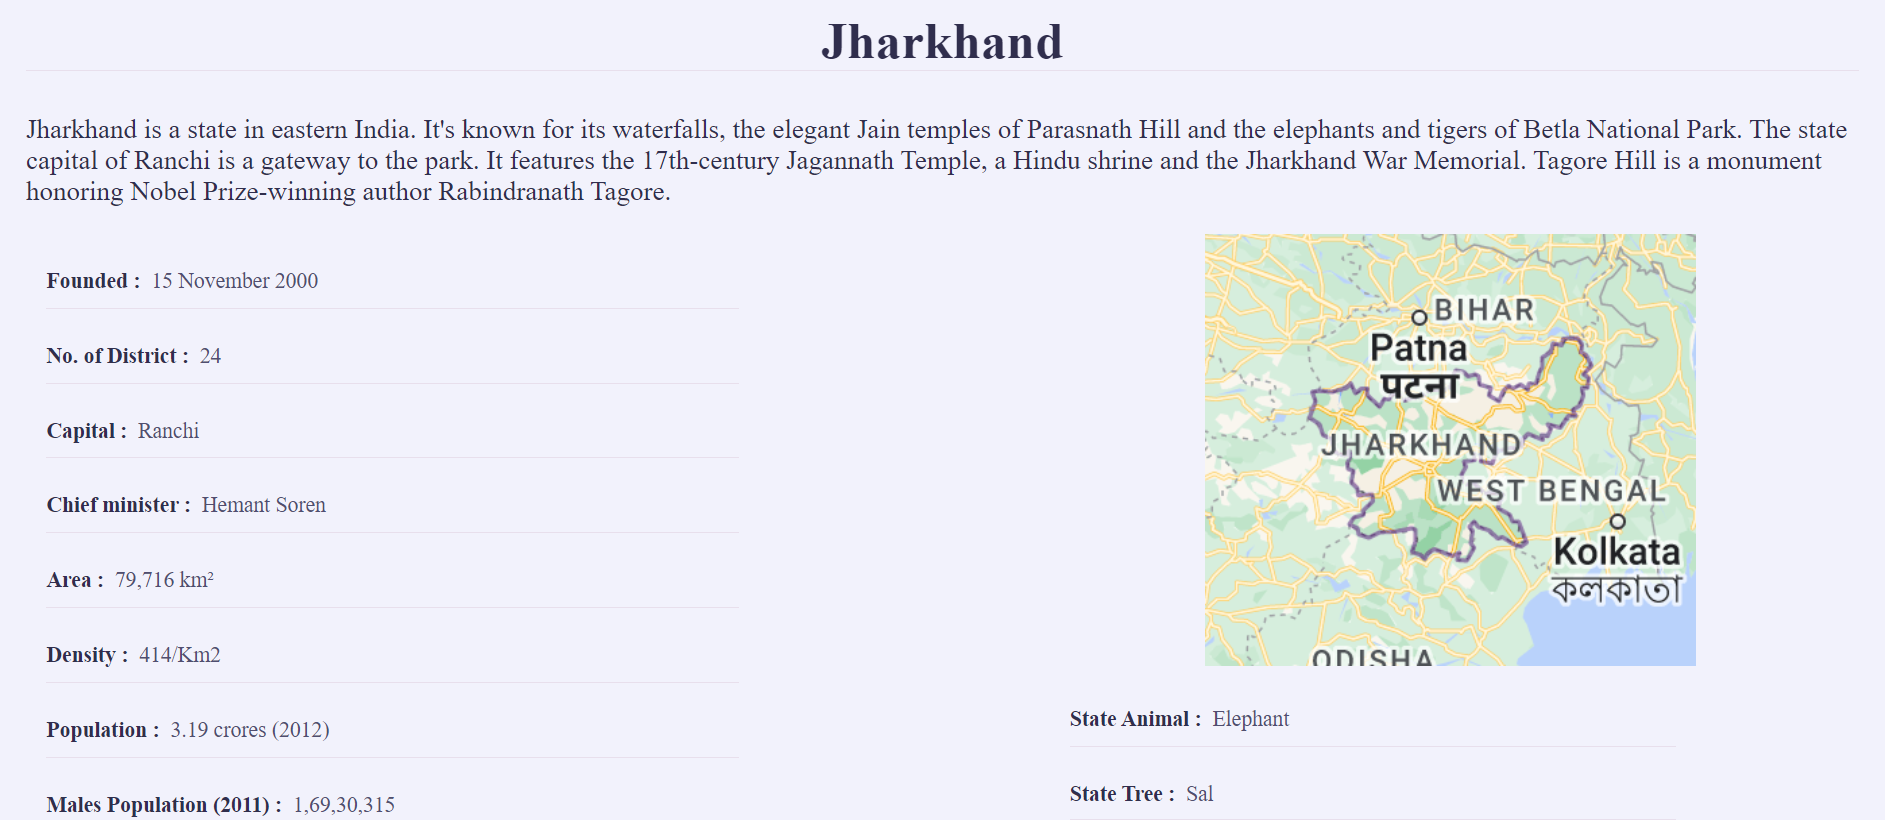 Jharkhand
Jharkhand is a state in eastern India. It's known for its waterfalls, the elegant Jain temples of Parasnath Hill and the elephants and tigers of Betla National Park. The state
capital of Ranchi is a gateway to the park. It features the 17th-century Jagannath Temple, a Hindu shrine and the Jharkhand War Memorial. Tagore Hill is a monument
honoring Nobel Prize-winning author Rabindranath Tagore.
Founded : 15 November 2000
No. of District : 24
Capital : Ranchi
Chief minister : Hemant Soren
Area : 79,716 km²
Density : 414/Km2
Population : 3.19 crores (2012)
Males Population (2011) : 1,69,30,315
BIHAR
Patna
पटना
JHARKHAND
WEST BENGAL
Kolkata
কলকাতা
ODISHA
State Animal : Elephant
State Tree : Sal